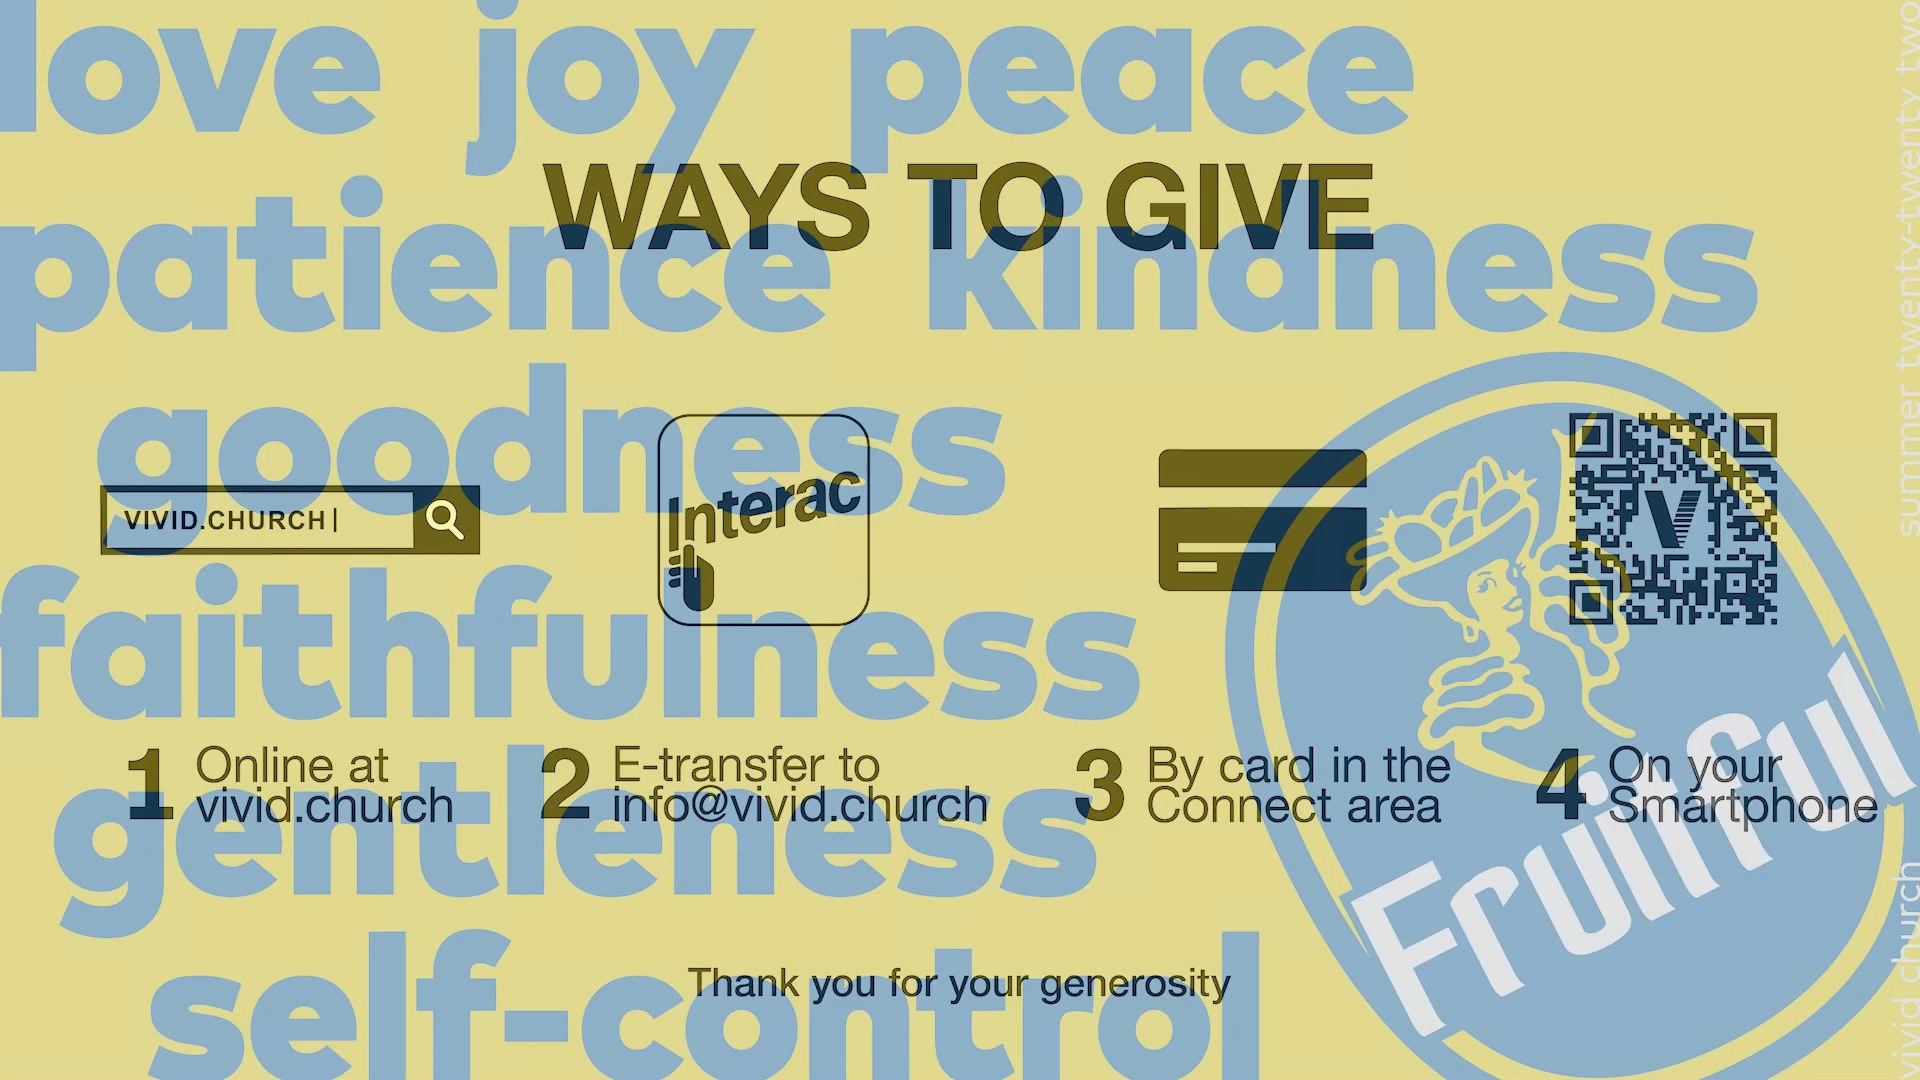 love joy peace
WAYS TO GIVE
patience kindness
goodness
VIVID.CHURCH
Interac
V
faithfulness
1 Online at
vivid.church
2 E-transfer to
info@vivid.church
3 By card in the
Connect area
4 On your
Smartphone
gentleness
Fruitful
Thank you for your generosity
self-control
summer twenty-twenty two
vivid church